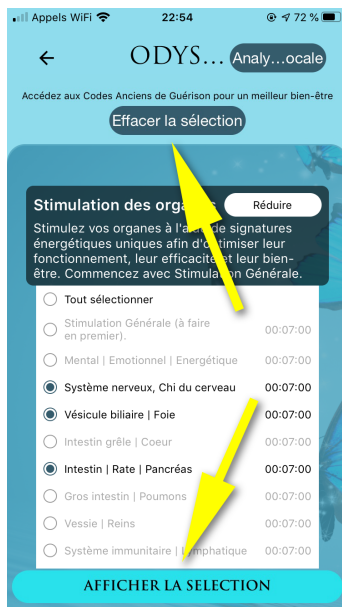 Appels WiFi 22:54 72 %
ODYS... Analy...ocale
Accédez aux Codes Anciens de Guérison pour un meilleur bien-être
Effacer la sélection
Stimulation des organes Réduire
Stimulez vos organes à l'aide de signatures
énergétiques uniques afin d'optimiser leur
fonctionnement, leur efficacité et leur bien-
être. Commencez avec Stimulation Générale.
Tout sélectionner
Stimulation Générale (à faire
en premier). 00:07:00
Mental | Emotionnel | Energétique 00:07:00
Système nerveux, Chi du cerveau 00:07:00
Vésicule biliaire | Foie 00:07:00
Intestin grêle | Coeur 00:07:00
Intestin | Rate | Pancréas 00:07:00
Gros intestin | Poumons 00:07:00
Vessie | Reins 00:07:00
Système immunitaire | Lymphatique 00:07:00
AFFICHER LA SELECTION